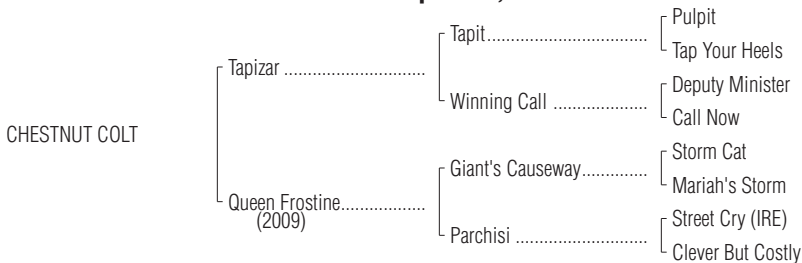 Pulpit
Tapit..................................
Tap Your Heels
Tapizar ..............................
Deputy Minister
Winning Call ....................
Call Now
CHESTNUT COLT
Storm Cat
Giant's Causeway..............
Mariah's Storm
Queen Frostine..................
(2009)
Street Cry (IRE)
Parchisi ............................
Clever But Costly